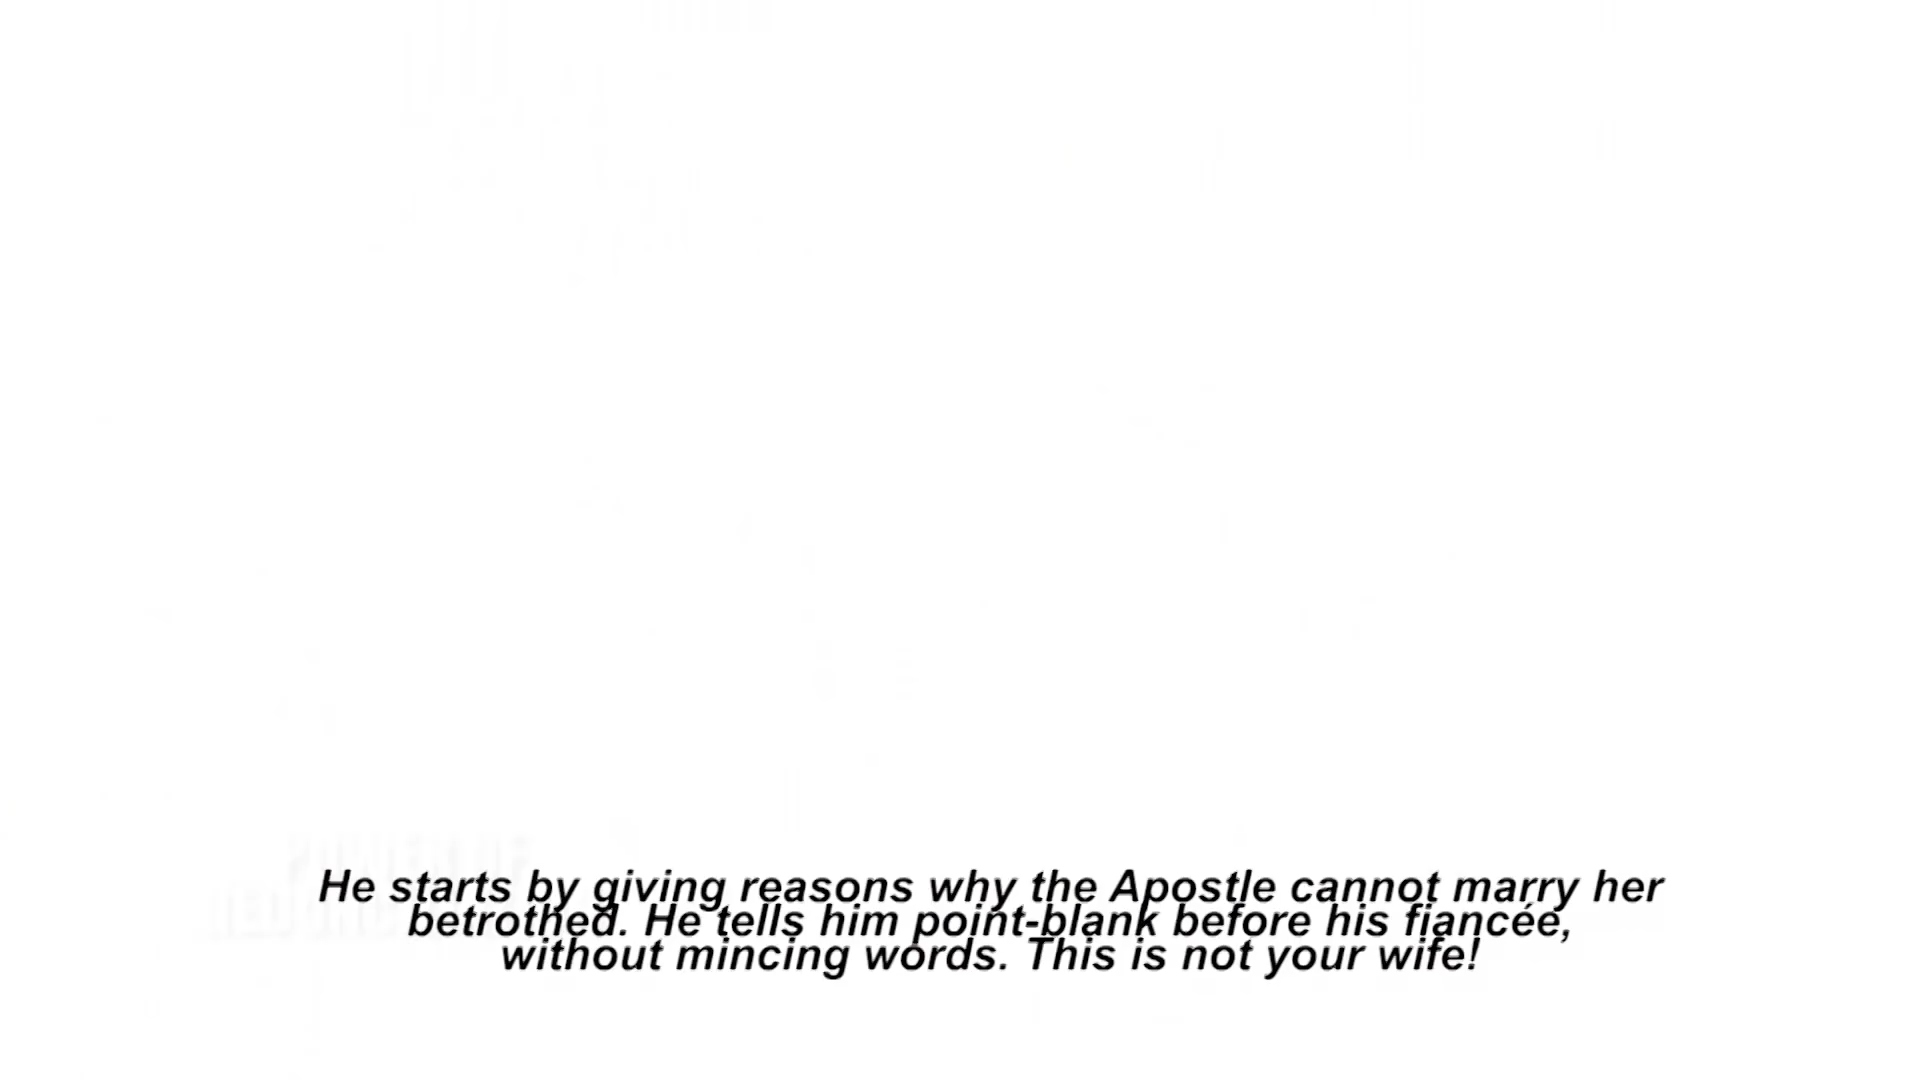 He starts by giving reasons why the Apostle cannot marry her
betrothed. He tells him point-blank before his fiancée,
without mincing words. This is not your wife!